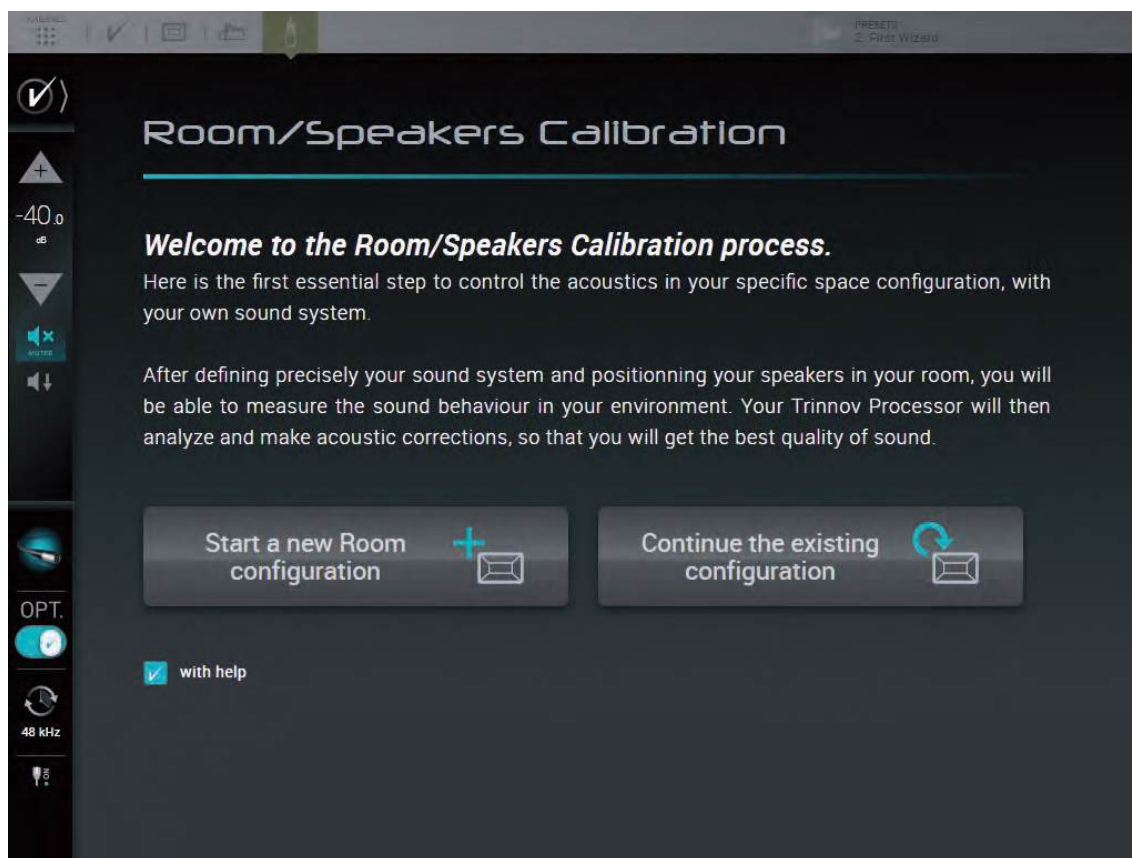 PRESETS
2: First Wizard
Room/Speakers Calibration
-40.0
dB
Welcome to the Room/Speakers Calibration process.
Here is the first essential step to control the acoustics in your specific space configuration, with
your own sound system.
MUTED
After defining precisely your sound system and positionning your speakers in your room, you will
be able to measure the sound behaviour in your environment. Your Trinnov Processor will then
analyze and make acoustic corrections, so that you will get the best quality of sound.
Start a new Room
configuration
Continue the existing
configuration
OPT.
with help
48 kHz